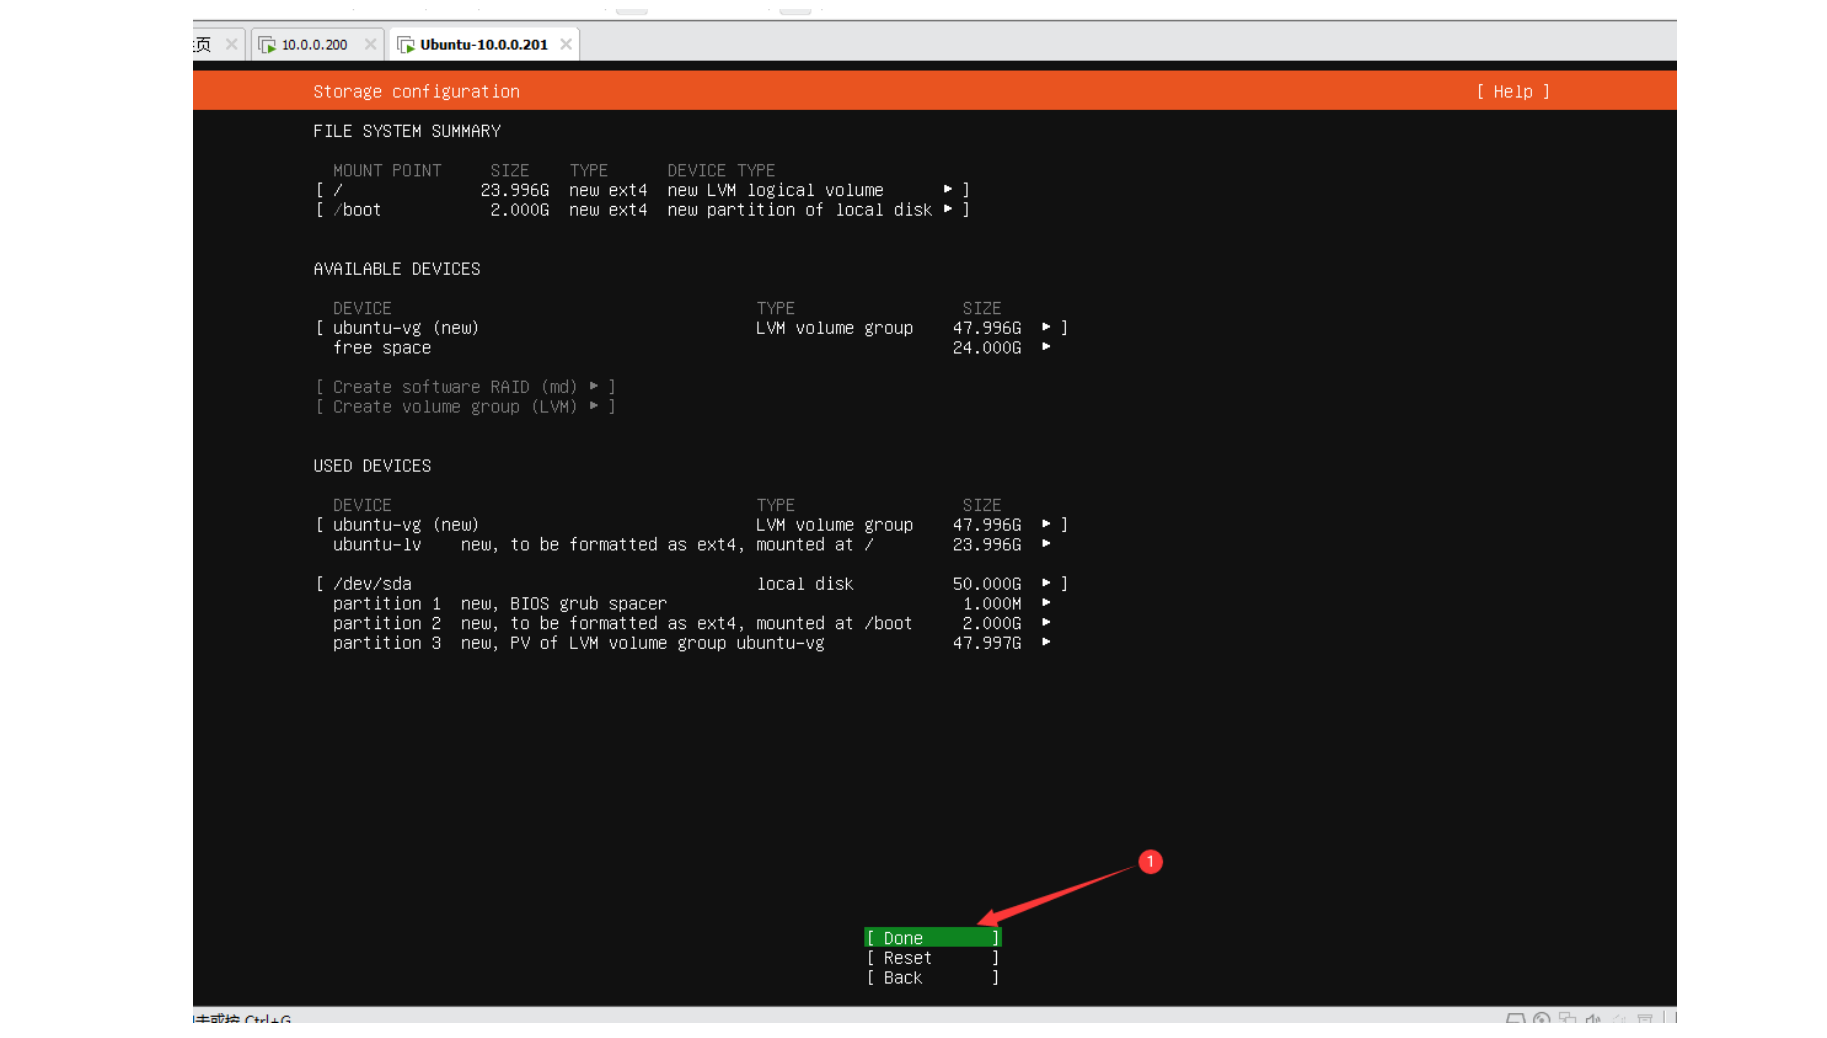 页 10.0.0.200 Ubuntu-10.0.0.201
Storage configuration [ Help ]
FILE SYSTEM SUMMARY
MOUNT POINT SIZE TYPE DEVICE TYPE
[ / 23.996G new ext4 new LVM logical volume ▸ ]
[ /boot 2.000G new ext4 new partition of local disk ▸ ]
AVAILABLE DEVICES
DEVICE TYPE SIZE
[ ubuntu-vg (new) LVM volume group 47.996G ▸ ]
free space 24.000G ▸
[ Create software RAID (md) ▸ ]
[ Create volume group (LVM) ▸ ]
USED DEVICES
DEVICE TYPE SIZE
[ ubuntu-vg (new) LVM volume group 47.996G ▸ ]
ubuntu-lv new, to be formatted as ext4, mounted at / 23.996G ▸
[ /dev/sda local disk 50.000G ▸ ]
partition 1 new, BIOS grub spacer 1.000M ▸
partition 2 new, to be formatted as ext4, mounted at /boot 2.000G ▸
partition 3 new, PV of LVM volume group ubuntu-vg 47.997G ▸
1
[ Done ]
[ Reset ]
[ Back ]
击或按 Ctrl+G